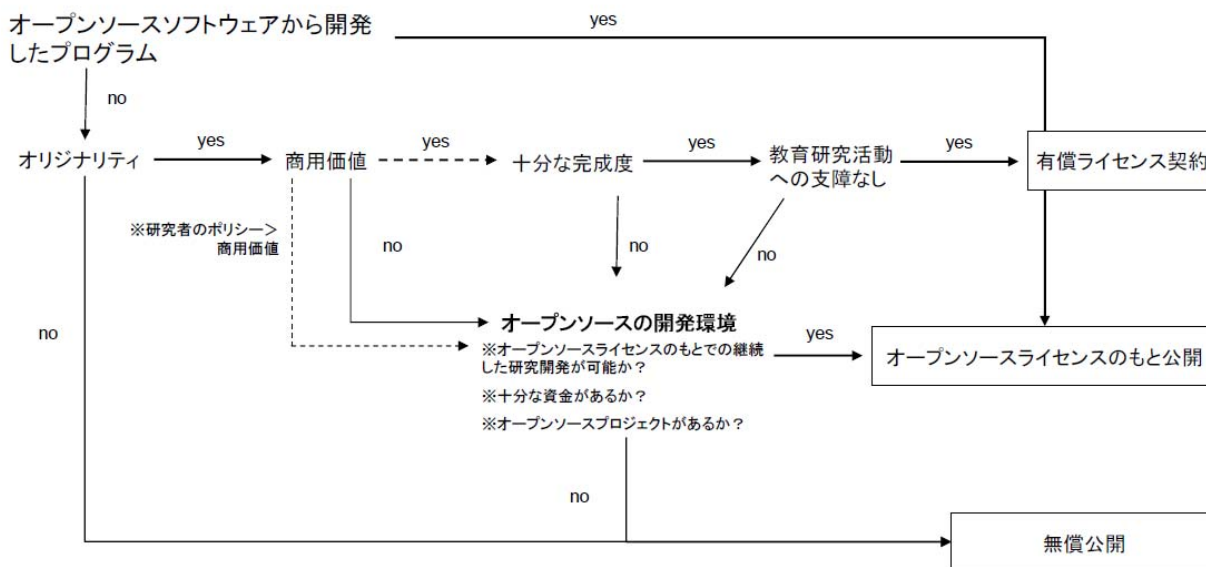 オープンソースソフトウェアから開発
したプログラム
yes
no
オリジナリティ
yes
商用価値
yes
十分な完成度
yes
教育研究活動
への支障なし
yes
有償ライセンス契約
※研究者のポリシー＞
商用価値
no
no
no
no
オープンソースの開発環境
※オープンソースライセンスのもとでの継続
した研究開発が可能か？
※十分な資金があるか？
※オープンソースプロジェクトがあるか？
yes
オープンソースライセンスのもと公開
no
無償公開